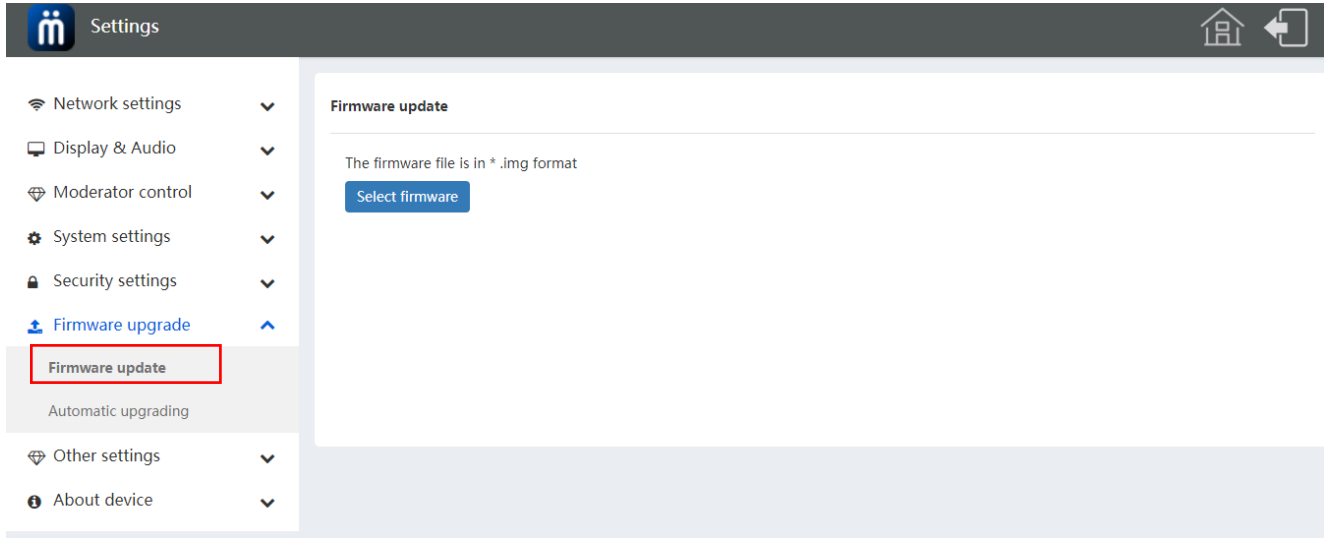 Settings
Network settings
Display & Audio
Moderator control
System settings
Security settings
Firmware upgrade
Firmware update
Automatic upgrading
Other settings
About device
Firmware update
The firmware file is in * .img format
Select firmware